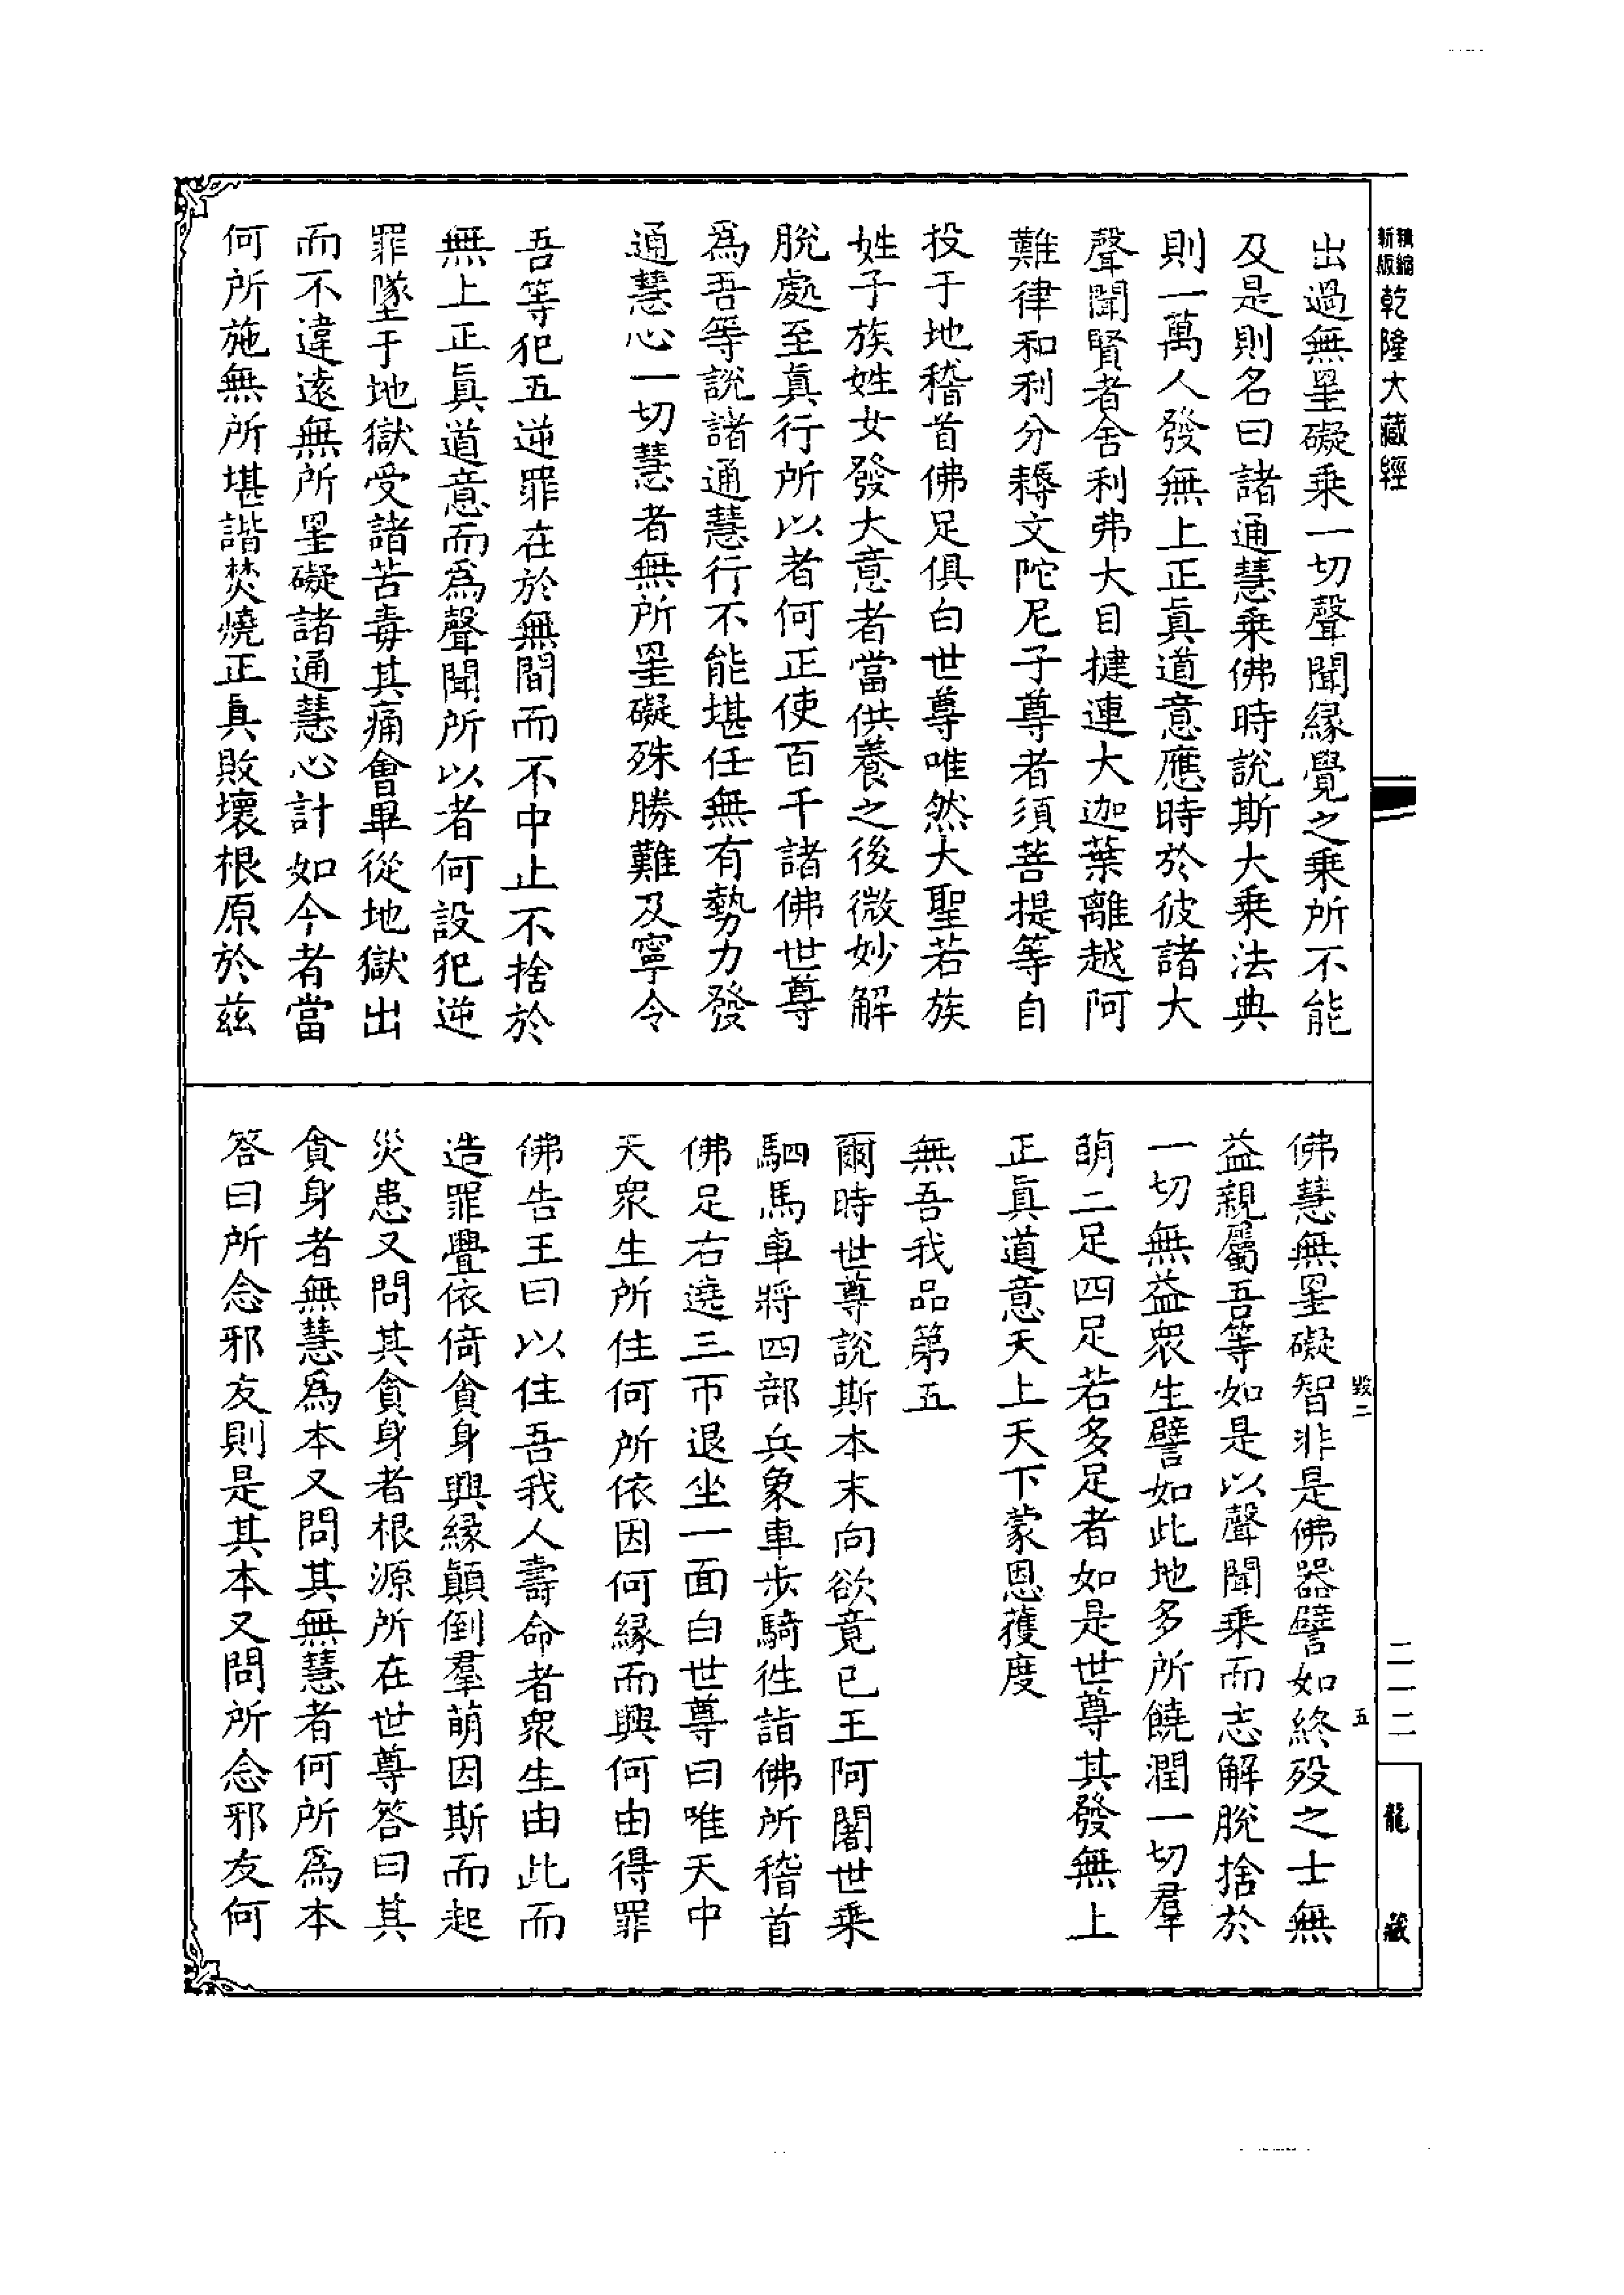 新版
精縮
乾隆大藏經
出過無罣礙乘一切聲聞緣覺之乘所不能
及是則名曰諸通慧乘佛時說斯大乘法典
則一萬人發無上正真道意應時於彼諸大
聲聞賢者舍利弗大目揵連大迦葉離越阿
難律和利分耨文陀尼子尊者須菩提等自
投于地稽首佛足俱白世尊唯然大聖若族
姓子族姓女發大意者當供養之後微妙解
脫處至真行所以者何正使百千諸佛世尊
為吾等說諸通慧行不能堪任無有勢力發
通慧心一切慧者無所罣礙殊勝難及寧令
吾等犯五逆罪在於無間而不中止不捨於
無上正真道意而為聲聞所以者何設犯逆
罪墜于地獄受諸苦毒其痛會畢從地獄出
而不違遠無所罣礙諸通慧心計如今者當
何所施無所堪諧焚燒正真敗壞根原於茲
佛慧無罣礙智非是佛器譬如終歿之士無
益親屬吾等如是以聲聞乘而志解脫捨於
一切無益眾生譬如此地多所饒潤一切羣
萌二足四足若多足者如是世尊其發無上
正真道意天上天下蒙恩獲度
無吾我品第五
爾時世尊說斯本末向欲竟已王阿闍世乘
駟馬車將四部兵象車步騎往詣佛所稽首
佛足右遶三帀退坐一面白世尊曰唯天中
天眾生所住何所依因何緣而興何由得罪
佛告王曰以住吾我人壽命者眾生由此而
造罪舋依倚貪身興緣顛倒羣萌因斯而起
災患又問其貪身者根源所在世尊答曰其
貪身者無慧為本又問其無慧者何所為本
答曰所念邪友則是其本又問所念邪友何
毀二
五
二一二
龍藏